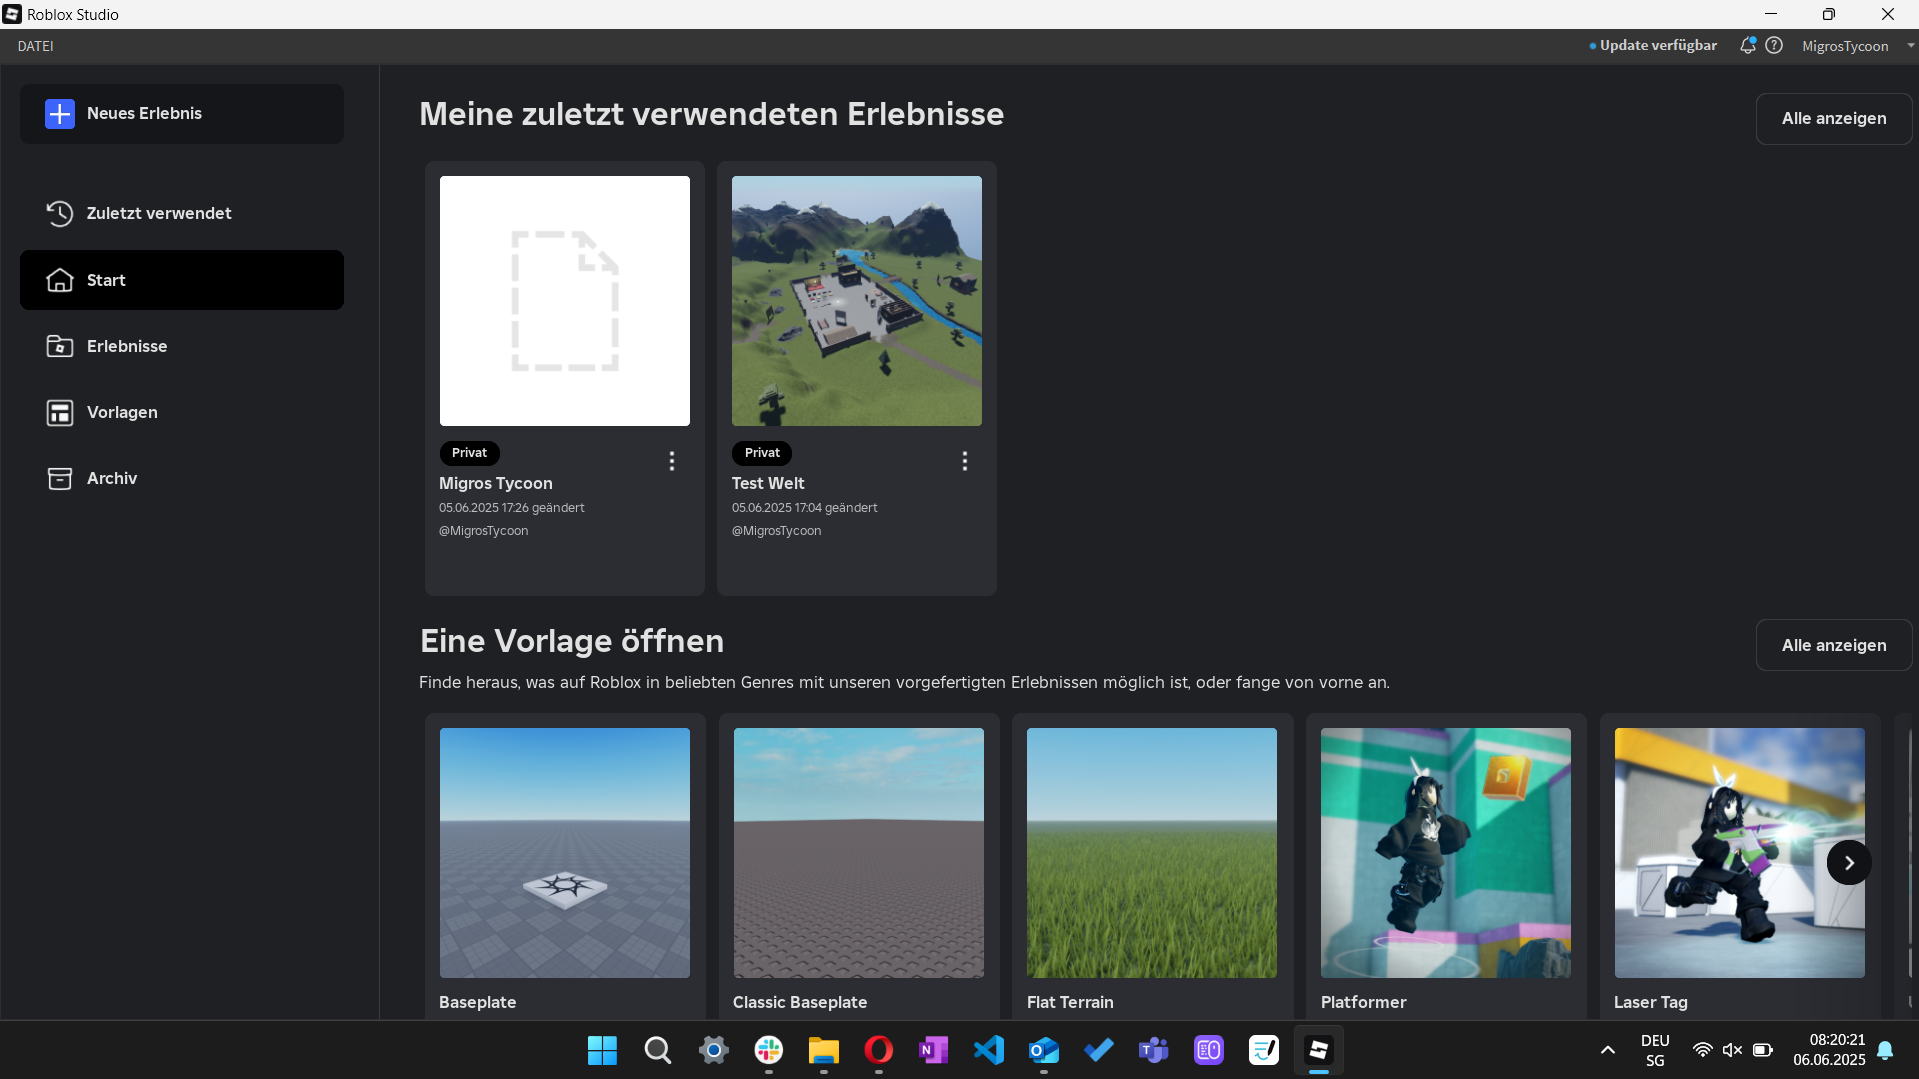 Roblox Studio
DATEI
Update verfügbar
MigrosTycoon
Neues Erlebnis
Zuletzt verwendet
Start
Erlebnisse
Vorlagen
Archiv
Meine zuletzt verwendeten Erlebnisse
Alle anzeigen
Privat
Migros Tycoon
05.06.2025 17:26 geändert
@MigrosTycoon
Privat
Test Welt
05.06.2025 17:04 geändert
@MigrosTycoon
Eine Vorlage öffnen
Alle anzeigen
Finde heraus, was auf Roblox in beliebten Genres mit unseren vorgefertigten Erlebnissen möglich ist, oder fange von vorne an.
Baseplate
Classic Baseplate
Flat Terrain
Platformer
Laser Tag
DEU
SG
08:20:21
06.06.2025